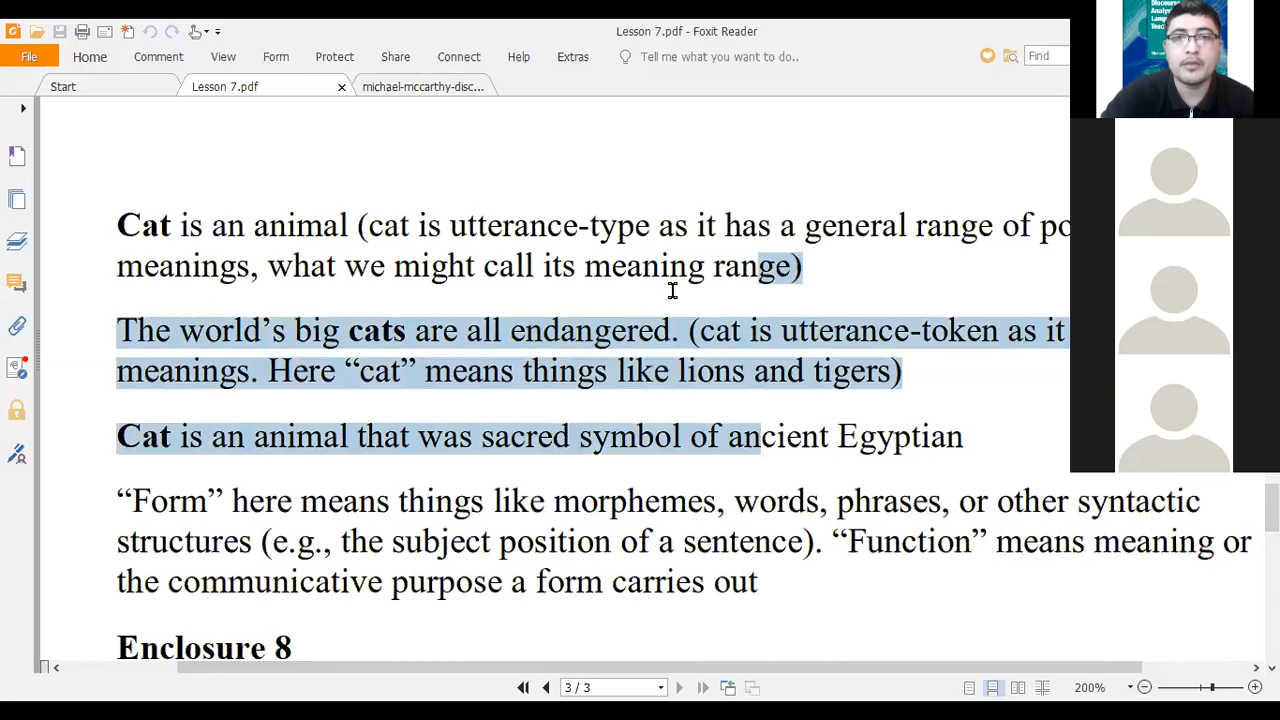 Lesson 7.pdf - Foxit Reader
File Home Comment View Form Protect Share Connect Help Extras Tell me what you want to do.. Find
Start Lesson 7.pdf michael-mccarthy-disc...
Discourse
Analys
Lang
Teac
Cat is an animal (cat is utterance-type as it has a general range of po
meanings, what we might call its meaning range)
The world’s big cats are all endangered. (cat is utterance-token as it
meanings. Here “cat” means things like lions and tigers)
Cat is an animal that was sacred symbol of ancient Egyptian
“Form” here means things like morphemes, words, phrases, or other syntactic
structures (e.g., the subject position of a sentence). “Function” means meaning or
the communicative purpose a form carries out
Enclosure 8
3 / 3 200%